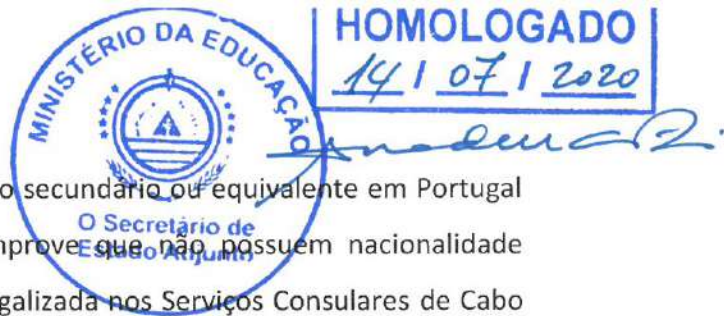 HOMOLOGADO
14 / 07 / 2020
MINISTÉRIO DA EDUCAÇÃO
o secundário ou equivalente em Portugal
O Secretário de
Estado Adjunto
mprove que não possuem nacionalidade
galizada nos Serviços Consulares de Cabo